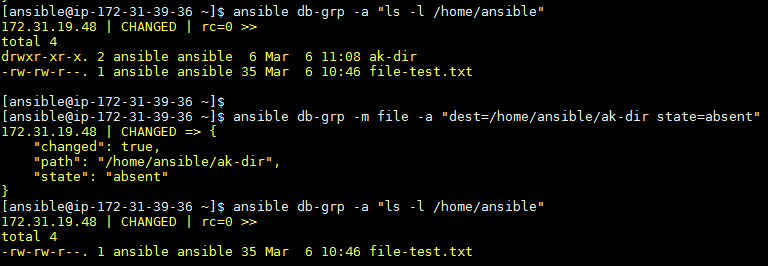 [ansible@ip-172-31-39-36 ~]$ ansible db-grp -a "ls -l /home/ansible"
172.31.19.48 | CHANGED | rc=0 >>
total 4
drwxr-xr-x. 2 ansible ansible  6 Mar  6 11:08 ak-dir
-rw-rw-r--. 1 ansible ansible 35 Mar  6 10:46 file-test.txt
[ansible@ip-172-31-39-36 ~]$
[ansible@ip-172-31-39-36 ~]$ ansible db-grp -m file -a "dest=/home/ansible/ak-dir state=absent"
172.31.19.48 | CHANGED => {
    "changed": true,
    "path": "/home/ansible/ak-dir",
    "state": "absent"
}
[ansible@ip-172-31-39-36 ~]$ ansible db-grp -a "ls -l /home/ansible"
172.31.19.48 | CHANGED | rc=0 >>
total 4
-rw-rw-r--. 1 ansible ansible 35 Mar  6 10:46 file-test.txt